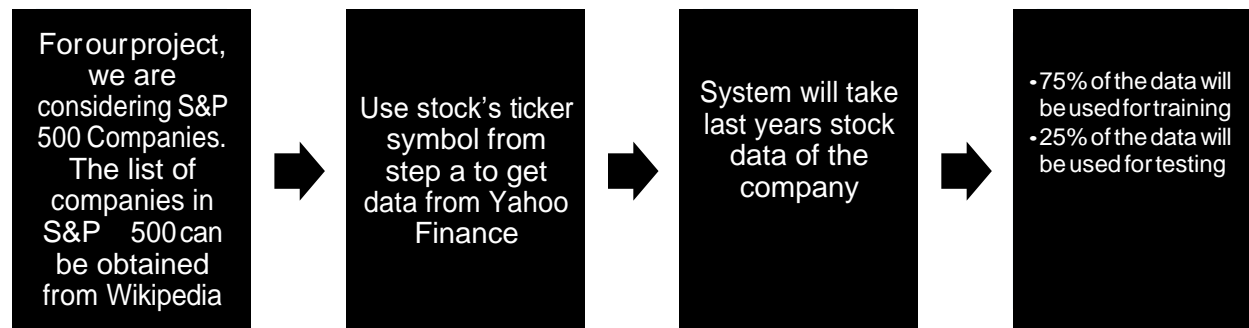 For our project,
we are
considering S&P
500 Companies.
The list of
companies in
S&P 500 can
be obtained
from Wikipedia
Use stock's ticker
symbol from
step a to get
data from Yahoo
Finance
System will take
last years stock
data of the
company
•75% of the data will
be used for training
•25% of the data will
be used for testing